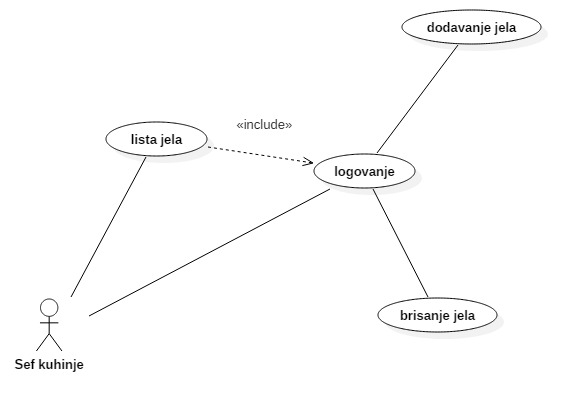 dodavanje jela
«include»
lista jela
logovanje
brisanje jela
Sef kuhinje